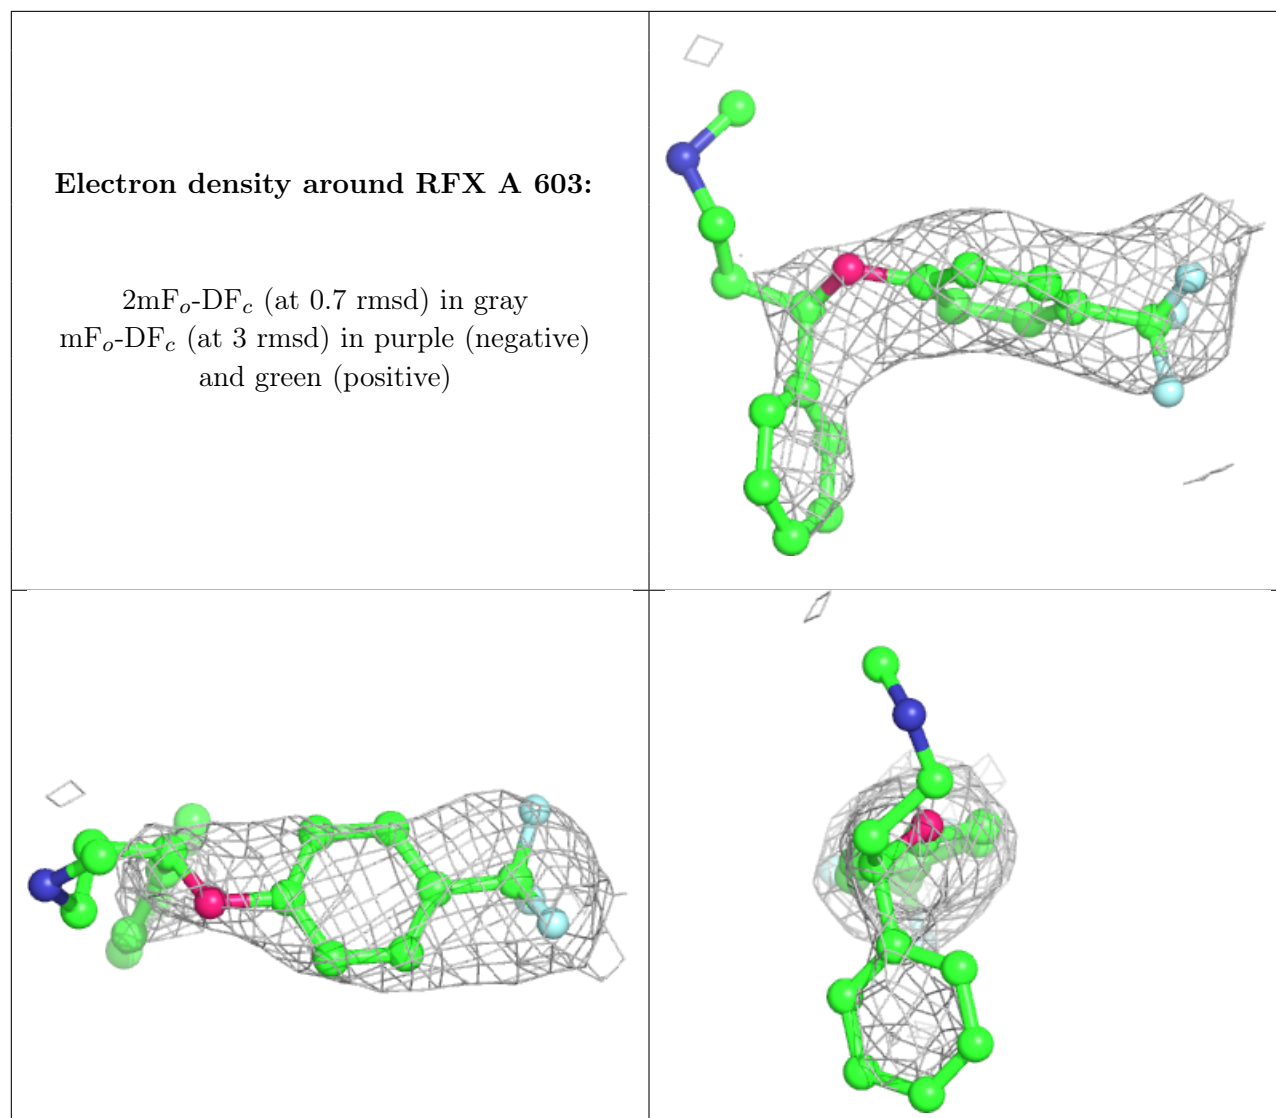 Electron density around RFX A 603:
2mFo-DFc (at 0.7 rmsd) in gray
mFo-DFc (at 3 rmsd) in purple (negative)
and green (positive)